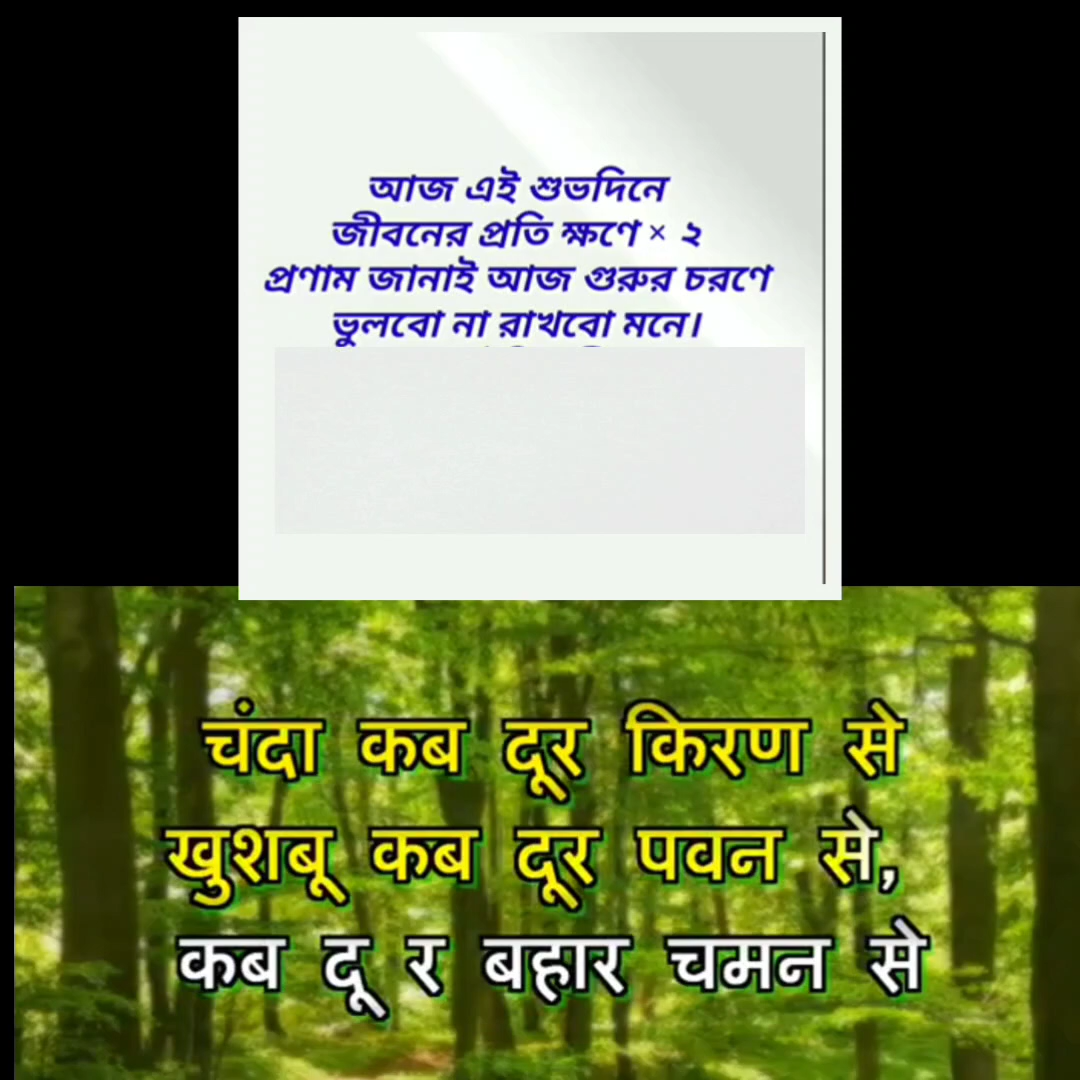 আজ এই শুভদিনে
জীবনের প্রতি ক্ষণে × ২
প্রণাম জানাই আজ গুরুর চরণে
ভুলবো না রাখবো মনে।
चंदा कब दूर किरण से
खुशबू कब दूर पवन से,
कब दू र बहार चमन से